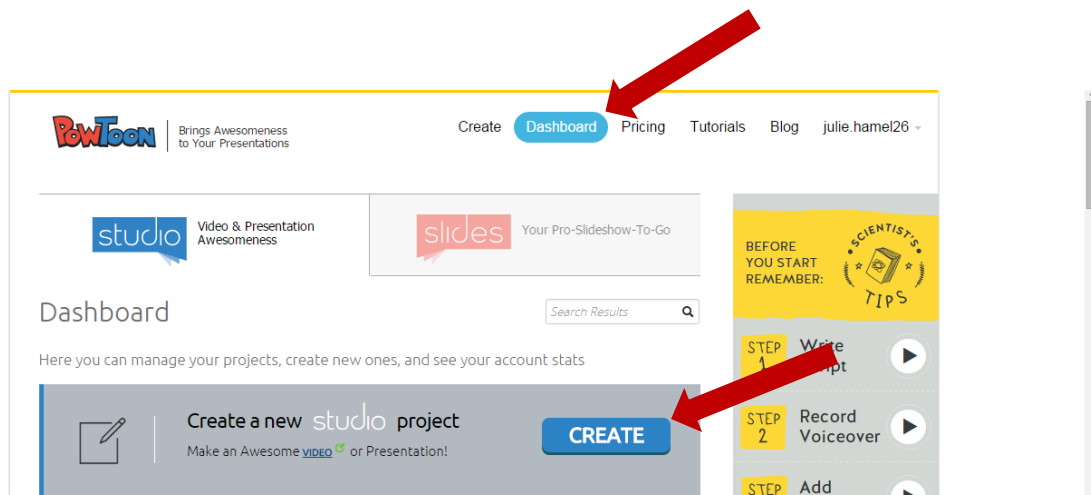 PowToon
Brings Awesomeness
to Your Presentations
Create Dashboard Pricing Tutorials Blog julie.hamel26
studio
Video & Presentation
Awesomeness
slides
Your Pro-Slideshow-To-Go
BEFORE
YOU START
REMEMBER:
SCIENTIST'S
TIPS
Dashboard
Search Results
Here you can manage your projects, create new ones, and see your account stats
STEP
1
Write
Create a new studio project
Make an Awesome VIDEO or Presentation!
CREATE
STEP
2
Record
Voiceover
STEP
Add